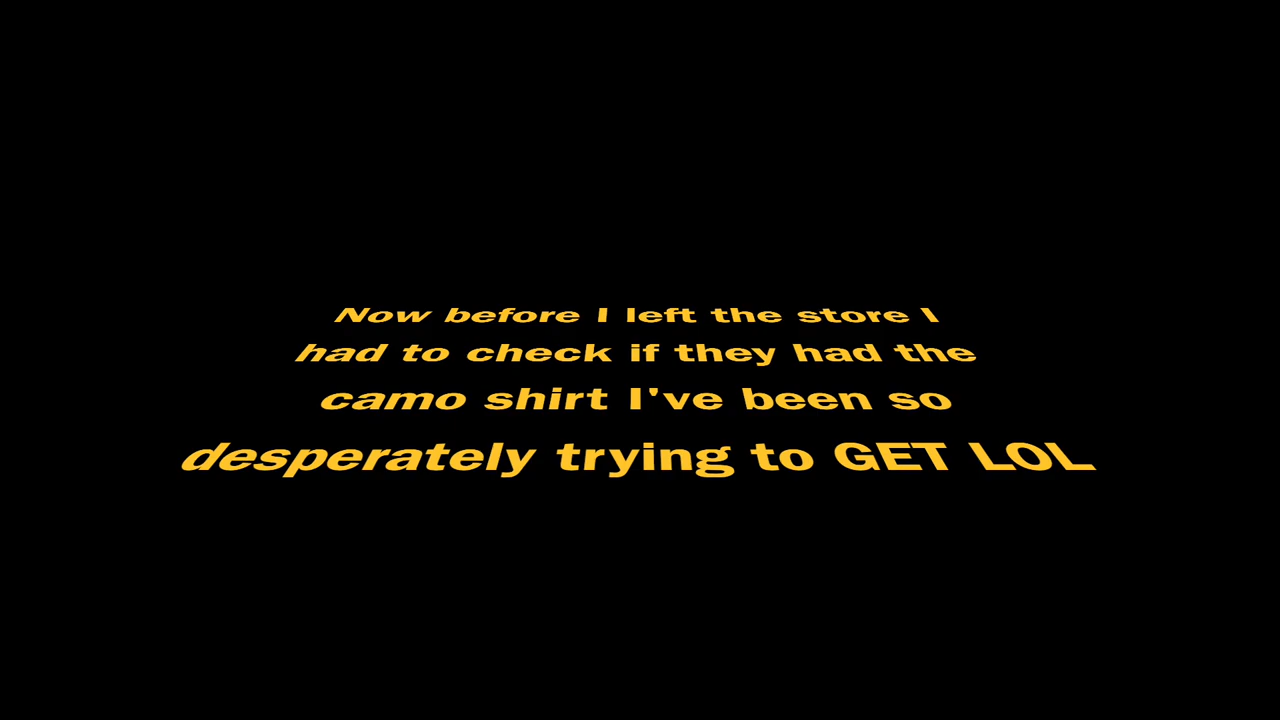 Now before I left the store I
had to check if they had the
camo shirt I've been so
desperately trying to GET LOL